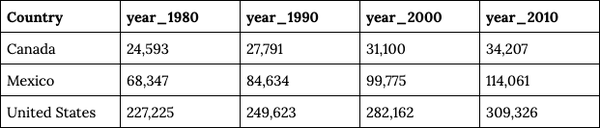 Country year_1980 year_1990 year_2000 year_2010
Canada 24,593 27,791 31,100 34,207
Mexico 68,347 84,634 99,775 114,061
United States 227,225 249,623 282,162 309,326